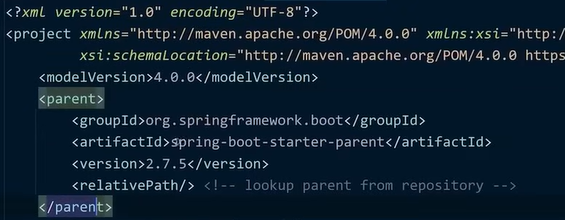 <?xml version="1.0" encoding="UTF-8"?>
<project xmlns="http://maven.apache.org/POM/4.0.0" xmlns:xsi="http:/
xsi:schemaLocation="http://maven.apache.org/POM/4.0.0 https
<modelVersion>4.0.0</modelVersion>
<parent>
<groupId>org.springframework.boot</groupId>
<artifactId>spring-boot-starter-parent</artifactId>
<version>2.7.5</version>
<relativePath/> <!-- lookup parent from repository -->
</parent>